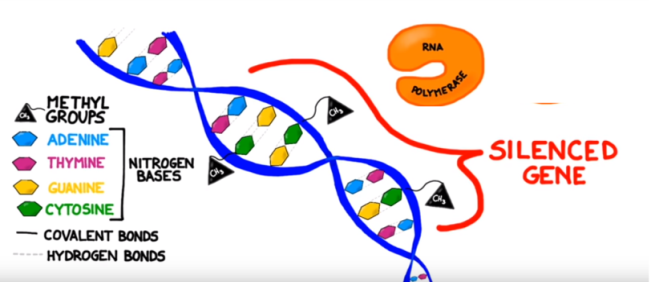 RNA
POLYMERASE
METHYL
GROUPS
CH3
ADENINE
THYMINE
GUANINE
CYTOSINE
NITROGEN
BASES
COVALENT BONDS
HYDROGEN BONDS
CH3
CH3
CH3
SILENCED
GENE